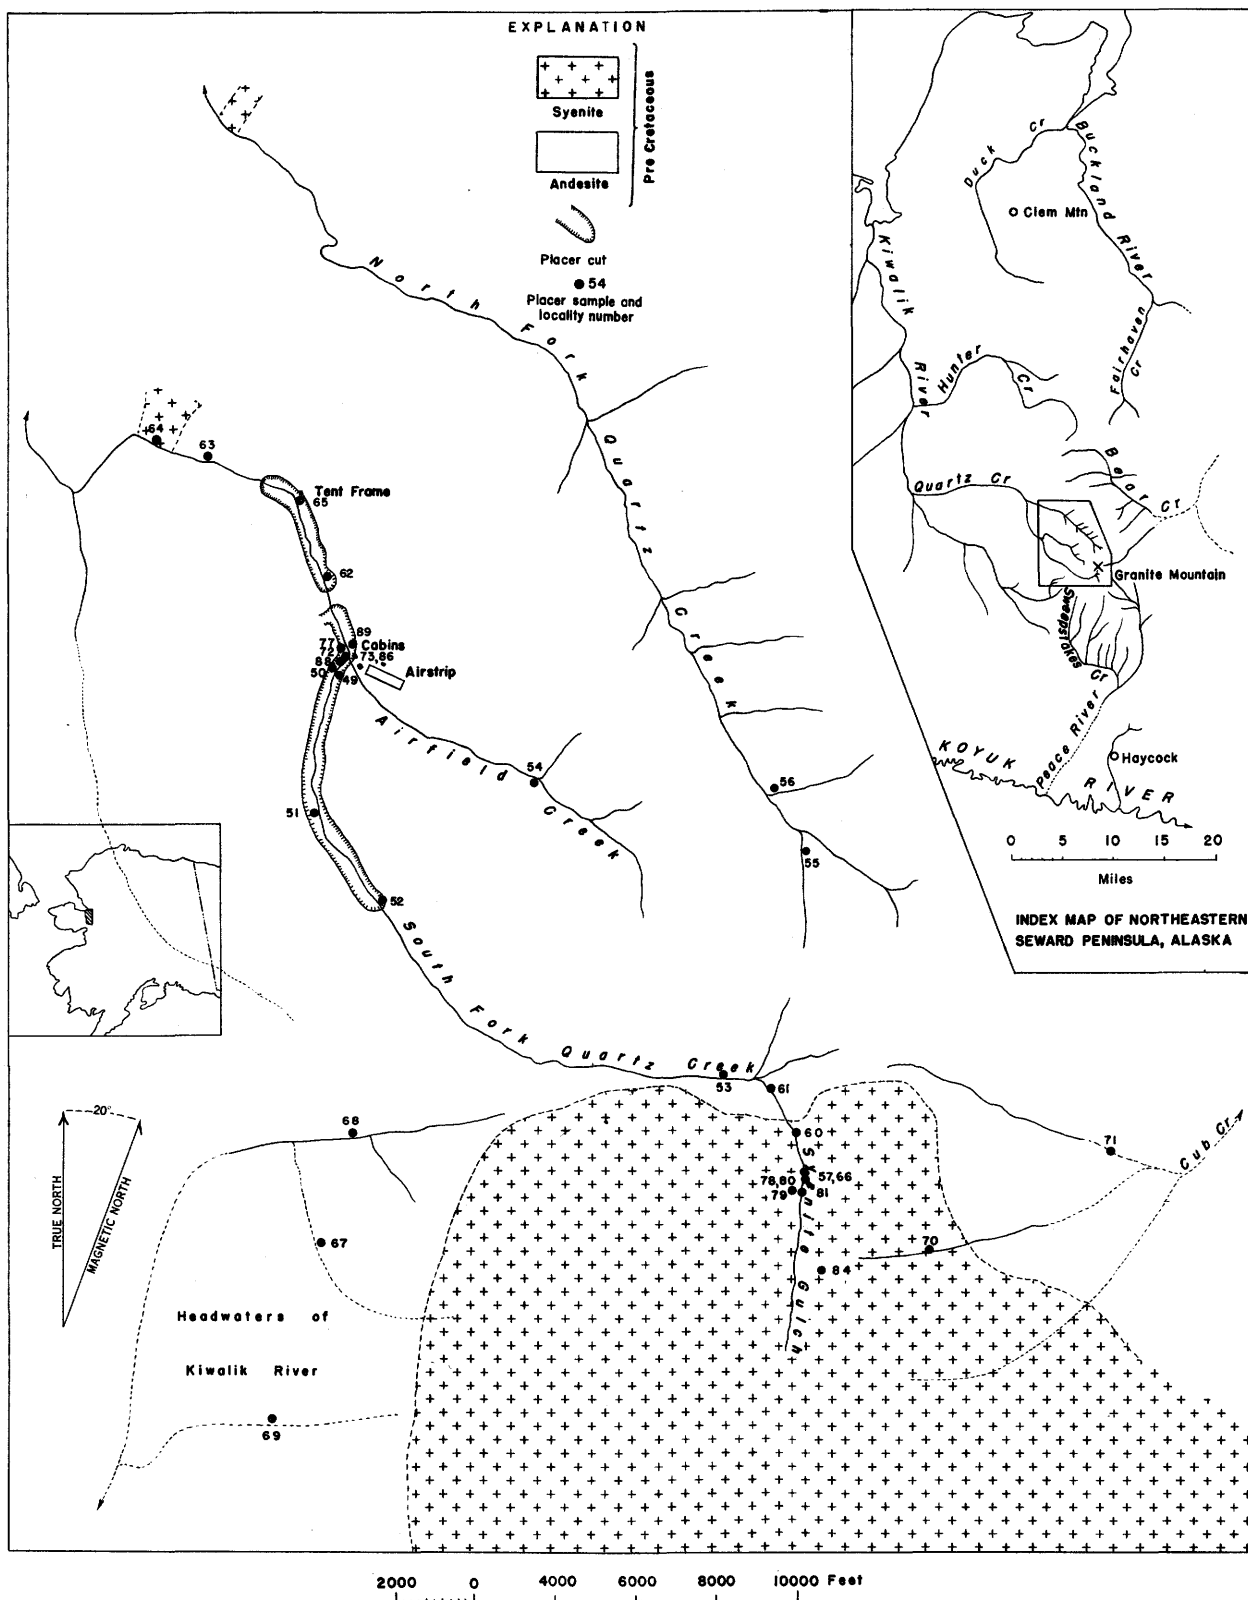 EXPLANATION
Syenite
Andesite
Pre Cretaceous
Placer cut
54
Placer sample and
locality number
North Fork Quartz Creek
64
63
Tent Frame
65
62
89
77
Cabins
72
73,86
88
50
49
Airstrip
Airfield Creek
54
56
55
51
52
South Fork Quartz Creek
53
61
60
68
67
57,66
78,80
79
81
Syenite Gulch
84
70
71
Cub Cr.
69
Headwaters of
Kiwalik River
20°
TRUE NORTH
MAGNETIC NORTH
Duck Cr
Buckland River
Clem Mtn
Kiwalik River
Fairhaven Cr
Hunter Cr
Bear Cr
Quartz Cr
Granite Mountain
Sweepstakes Cr
Peace River
KOYUK RIVER
Haycock
0 5 10 15 20
Miles
INDEX MAP OF NORTHEASTERN
SEWARD PENINSULA, ALASKA
2000 0 4000 6000 8000 10000 Feet